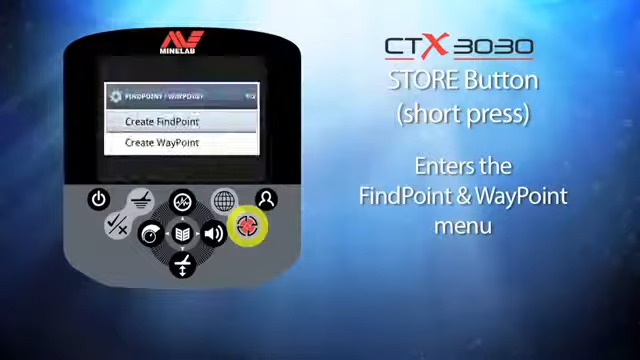 MINELAB
FINDPOINT / WAYPOINT
Create FindPoint
Create WayPoint
CTX 3030
STORE Button
(short press)
Enters the
FindPoint & WayPoint
menu